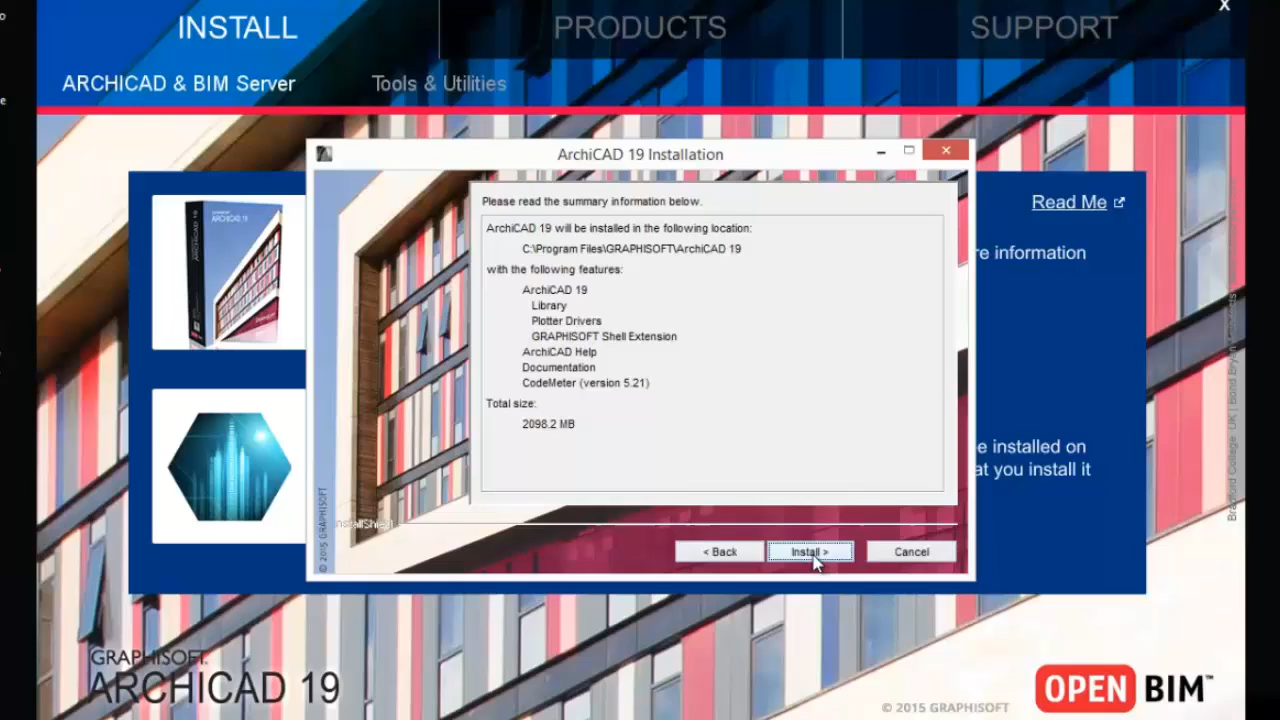 INSTALL
PRODUCTS
SUPPORT
X
ARCHICAD & BIM Server
Tools & Utilities
ArchiCAD 19 Installation
Please read the summary information below.
ArchiCAD 19 will be installed in the following location:
C:\Program Files\GRAPHISOFT\ArchiCAD 19
with the following features:
ArchiCAD 19
Library
Plotter Drivers
GRAPHISOFT Shell Extension
ArchiCAD Help
Documentation
CodeMeter (version 5.21)
Total size:
2098.2 MB
InstallShield
< Back
Install >
Cancel
© 2015 GRAPHISOFT
ARCHICAD 19
Read Me
re information
e installed on
at you install it
GRAPHISOFT.
ARCHICAD 19
OPEN BIM™
© 2015 GRAPHISOFT